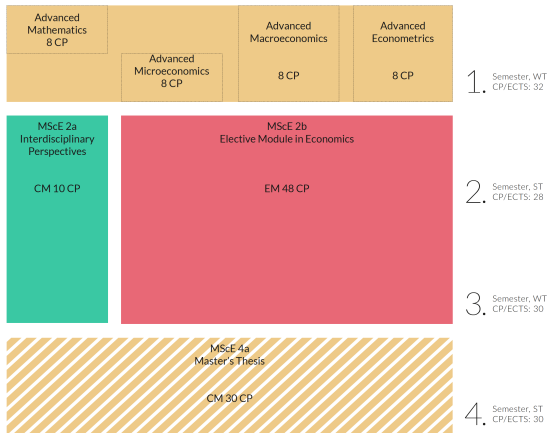 Advanced
Mathematics
8 CP
Advanced
Microeconomics
8 CP
Advanced
Macroeconomics
8 CP
Advanced
Econometrics
8 CP
1.
Semester, WT
CP/ECTS: 32
MScE 2a
Interdisciplinary
Perspectives
CM 10 CP
MScE 2b
Elective Module in Economics
EM 48 CP
2.
Semester, ST
CP/ECTS: 28
3.
Semester, WT
CP/ECTS: 30
MScE 4a
Master's Thesis
CM 30 CP
4.
Semester, ST
CP/ECTS: 30